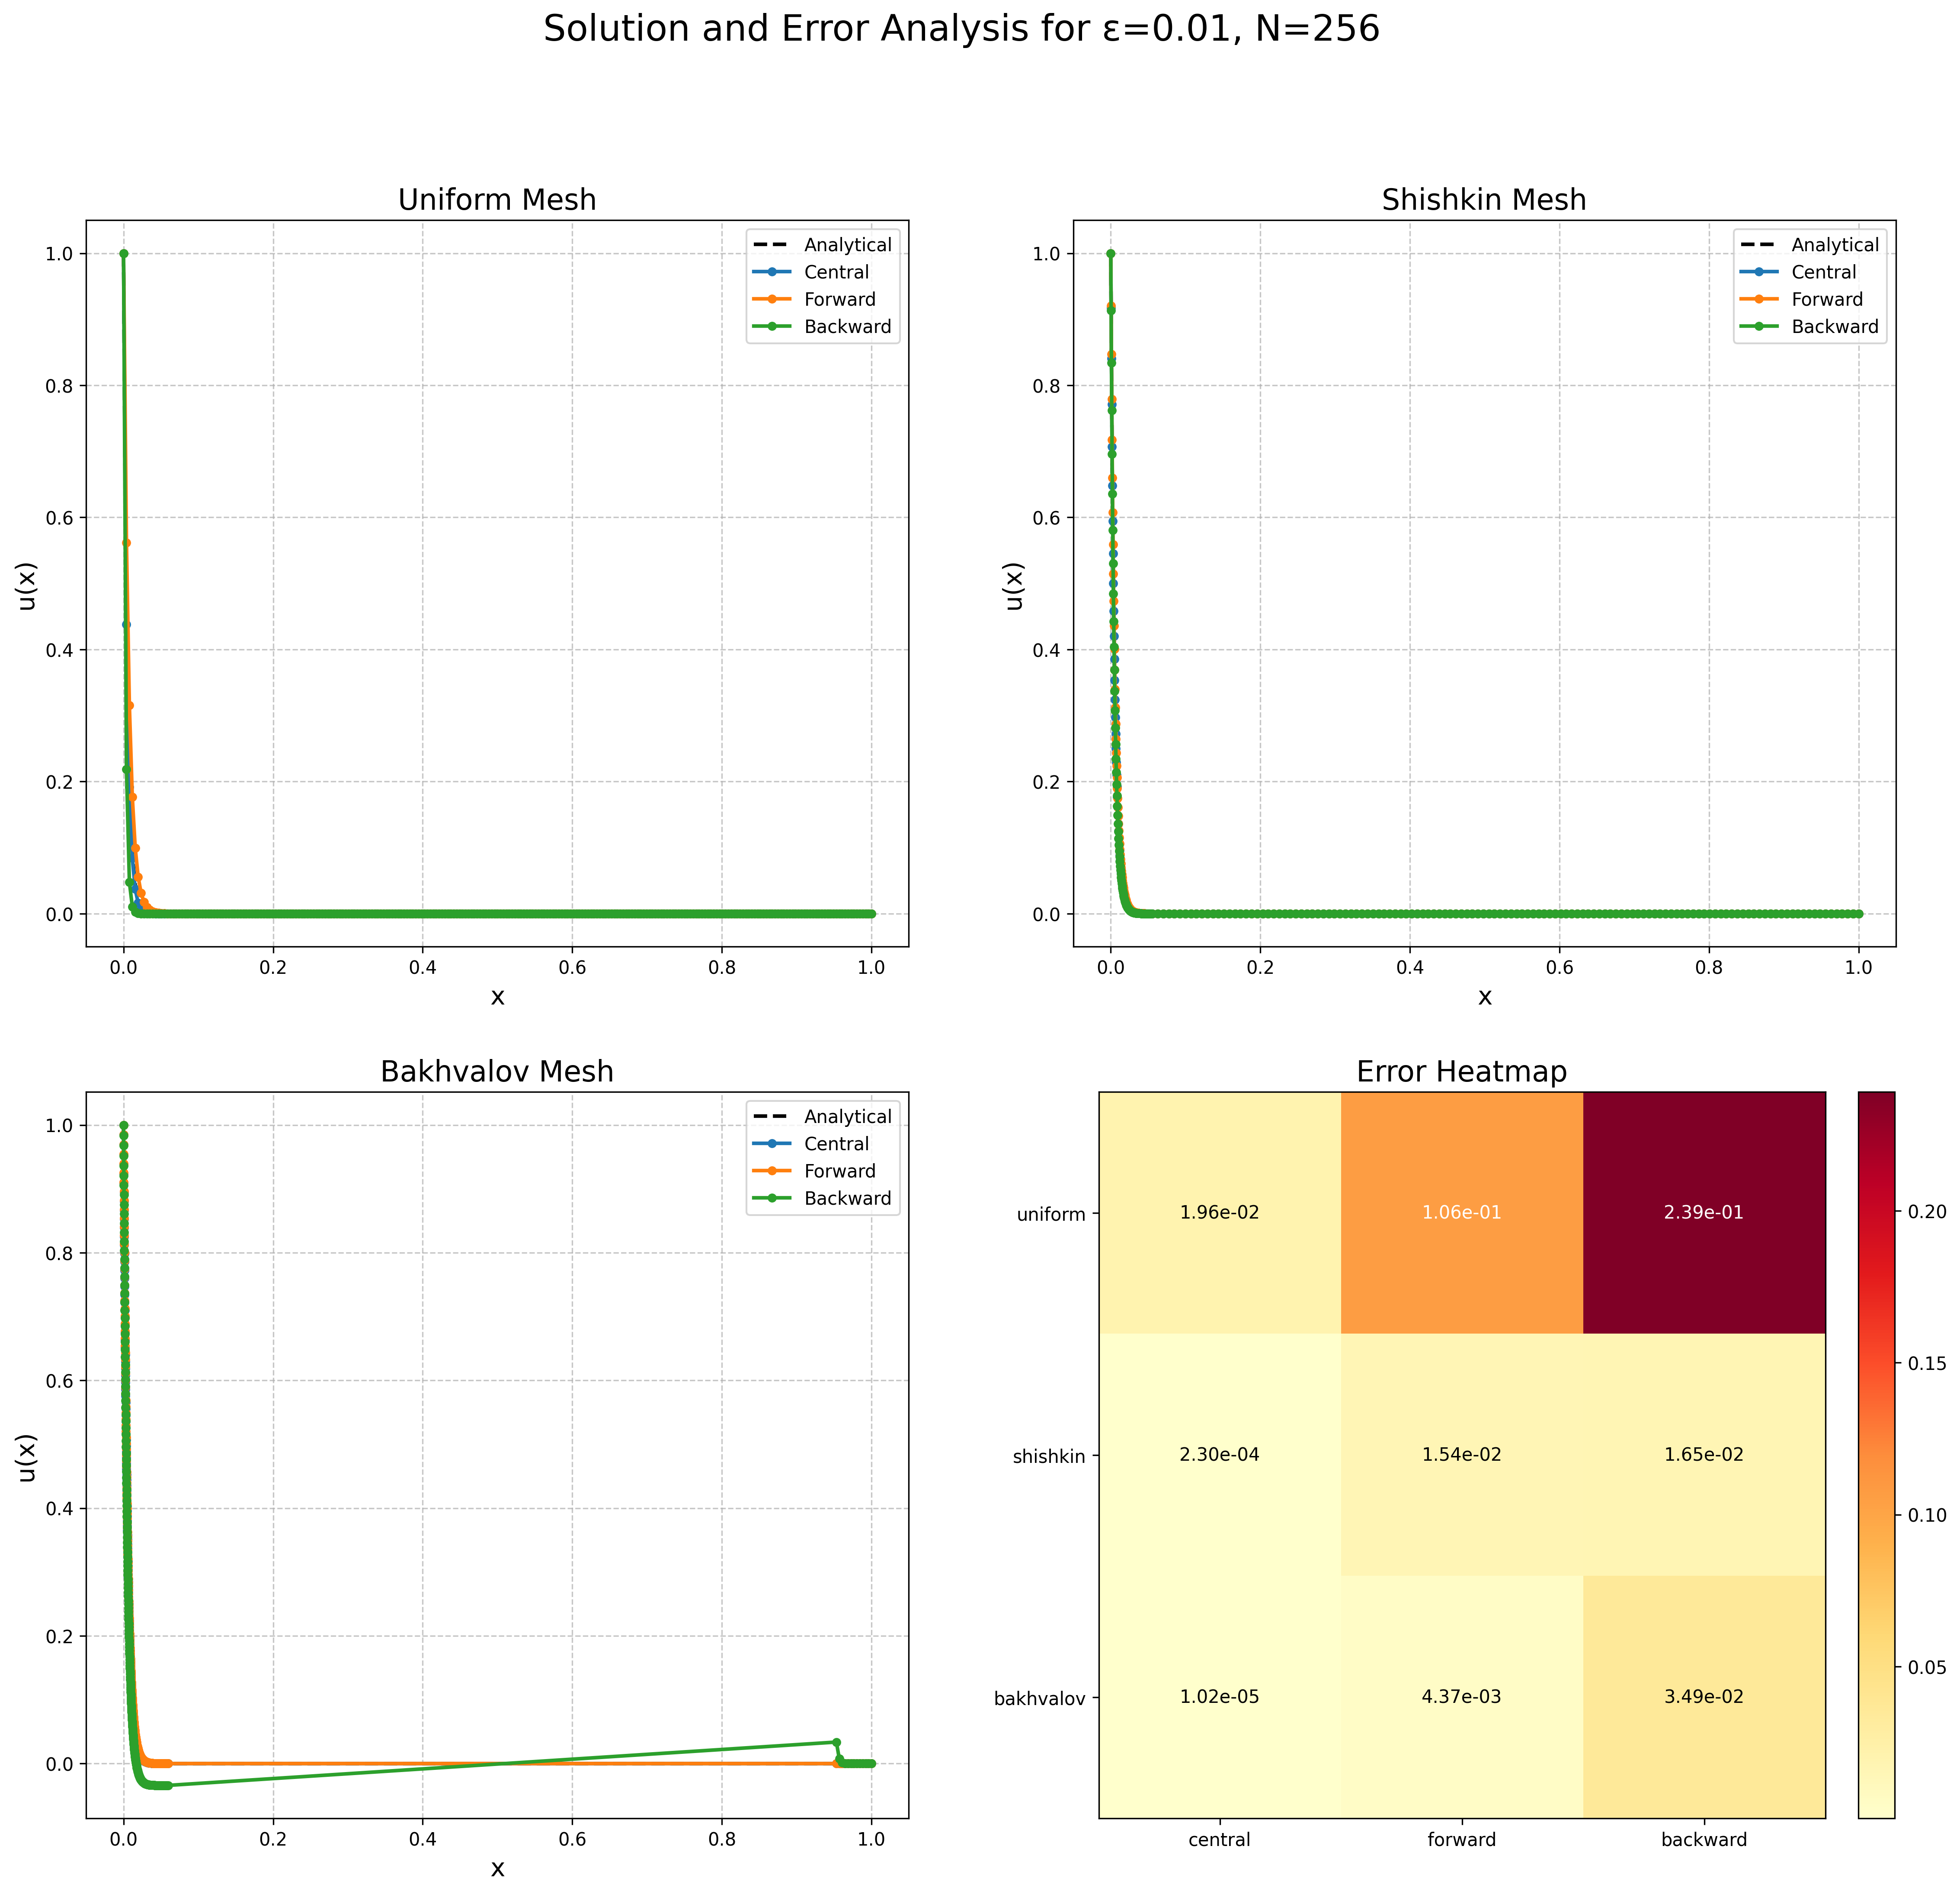 Solution and Error Analysis for ε=0.01, N=256
Uniform Mesh
Analytical
Central
Forward
Backward
1.0
0.8
0.6
0.4
0.2
0.0
u(x)
0.0 0.2 0.4 0.6 0.8 1.0
x
Shishkin Mesh
Analytical
Central
Forward
Backward
1.0
0.8
0.6
0.4
0.2
0.0
u(x)
0.0 0.2 0.4 0.6 0.8 1.0
x
Bakhvalov Mesh
Analytical
Central
Forward
Backward
1.0
0.8
0.6
0.4
0.2
0.0
u(x)
0.0 0.2 0.4 0.6 0.8 1.0
x
Error Heatmap
uniform 1.96e-02 1.06e-01 2.39e-01
shishkin 2.30e-04 1.54e-02 1.65e-02
bakhvalov 1.02e-05 4.37e-03 3.49e-02
central forward backward
0.20
0.15
0.10
0.05